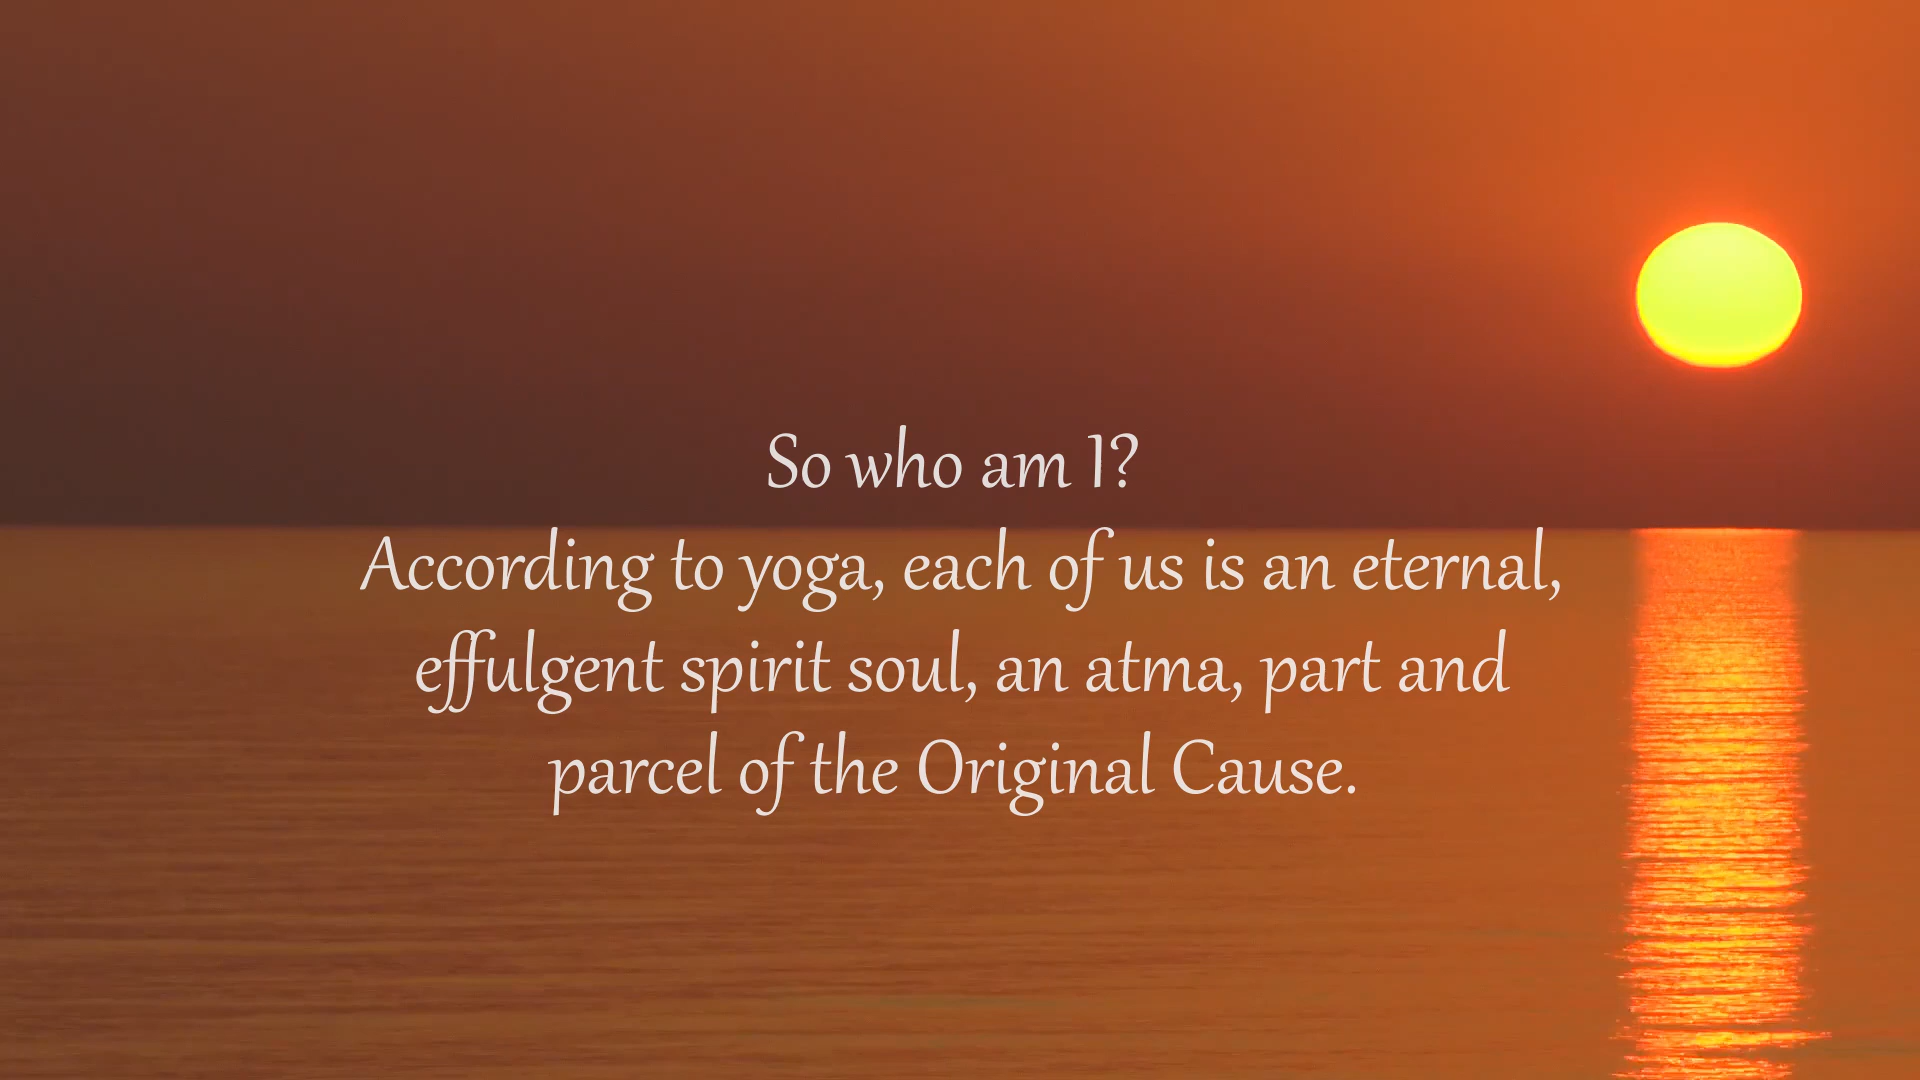 So who am I?
According to yoga, each of us is an eternal,
effulgent spirit soul, an atma, part and
parcel of the Original Cause.